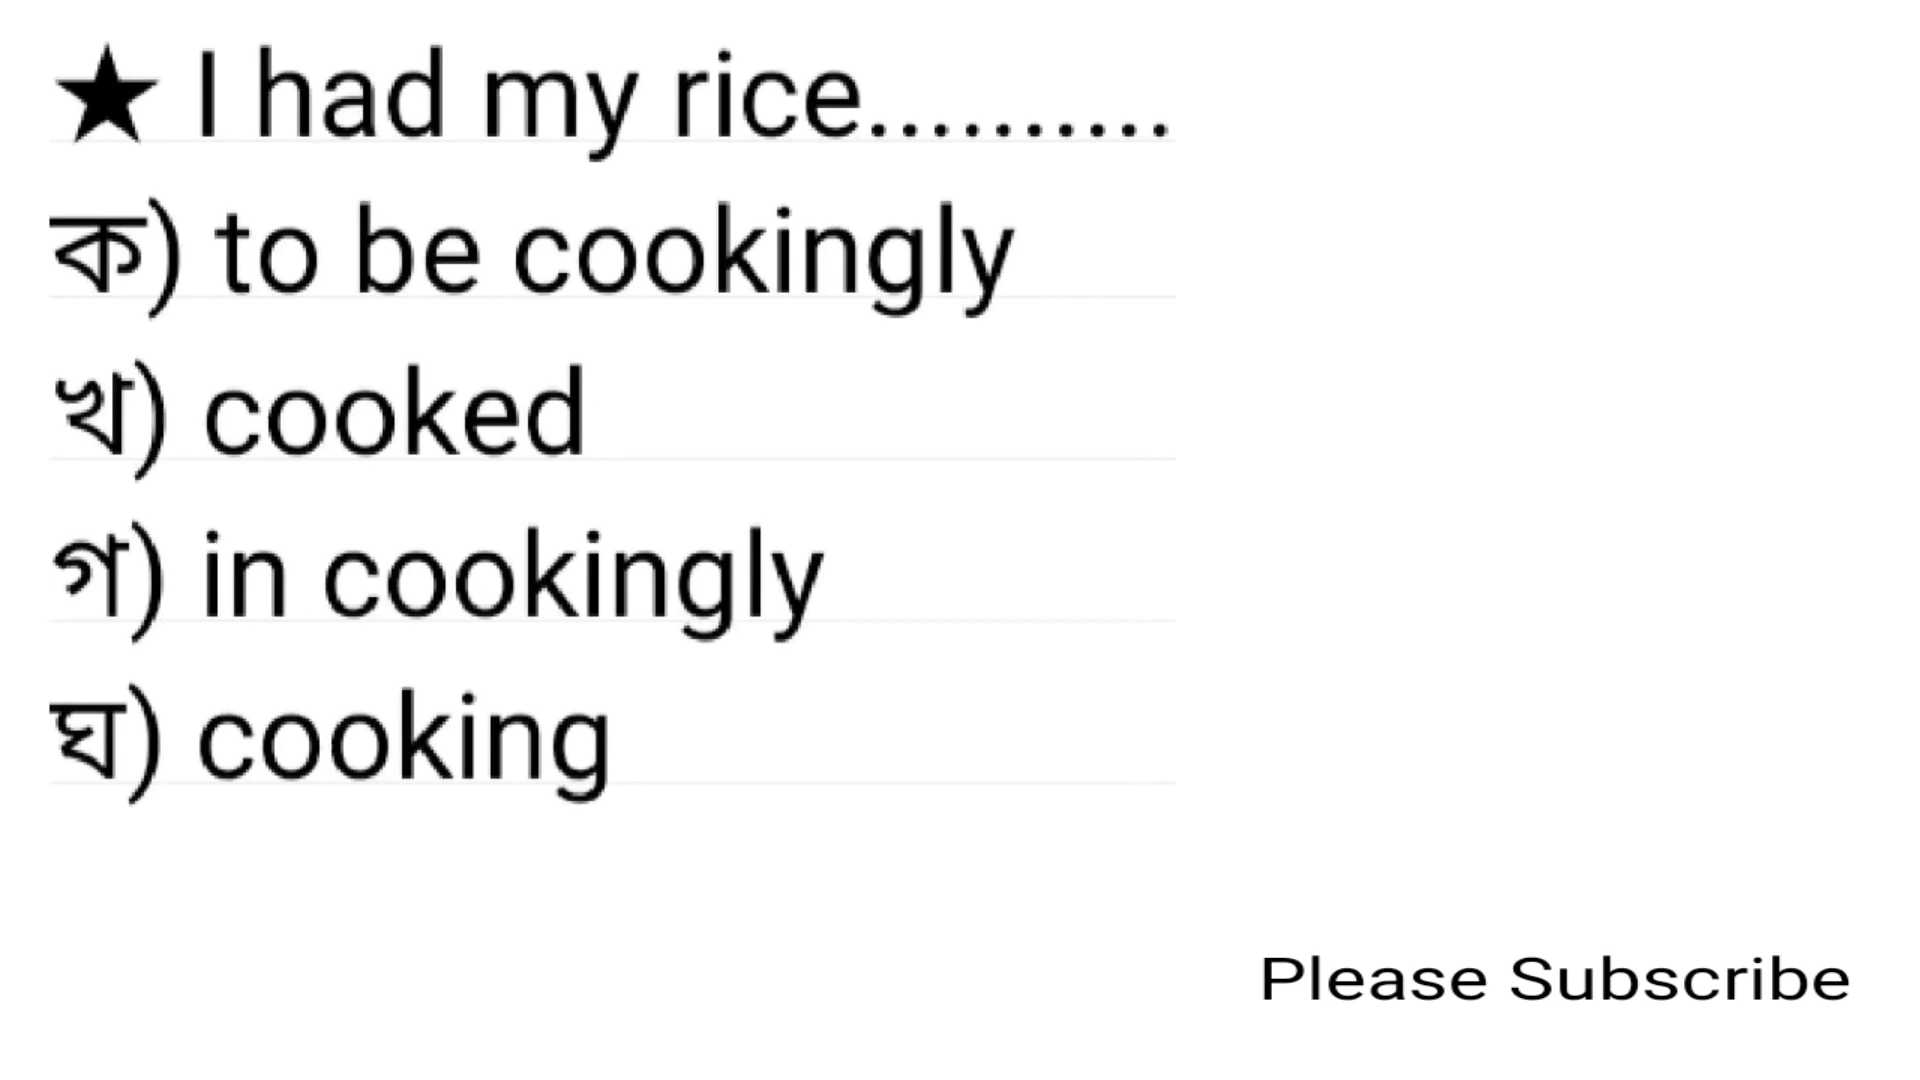 ★ I had my rice..........
ক) to be cookingly
খ) cooked
গ) in cookingly
ঘ) cooking
Please Subscribe